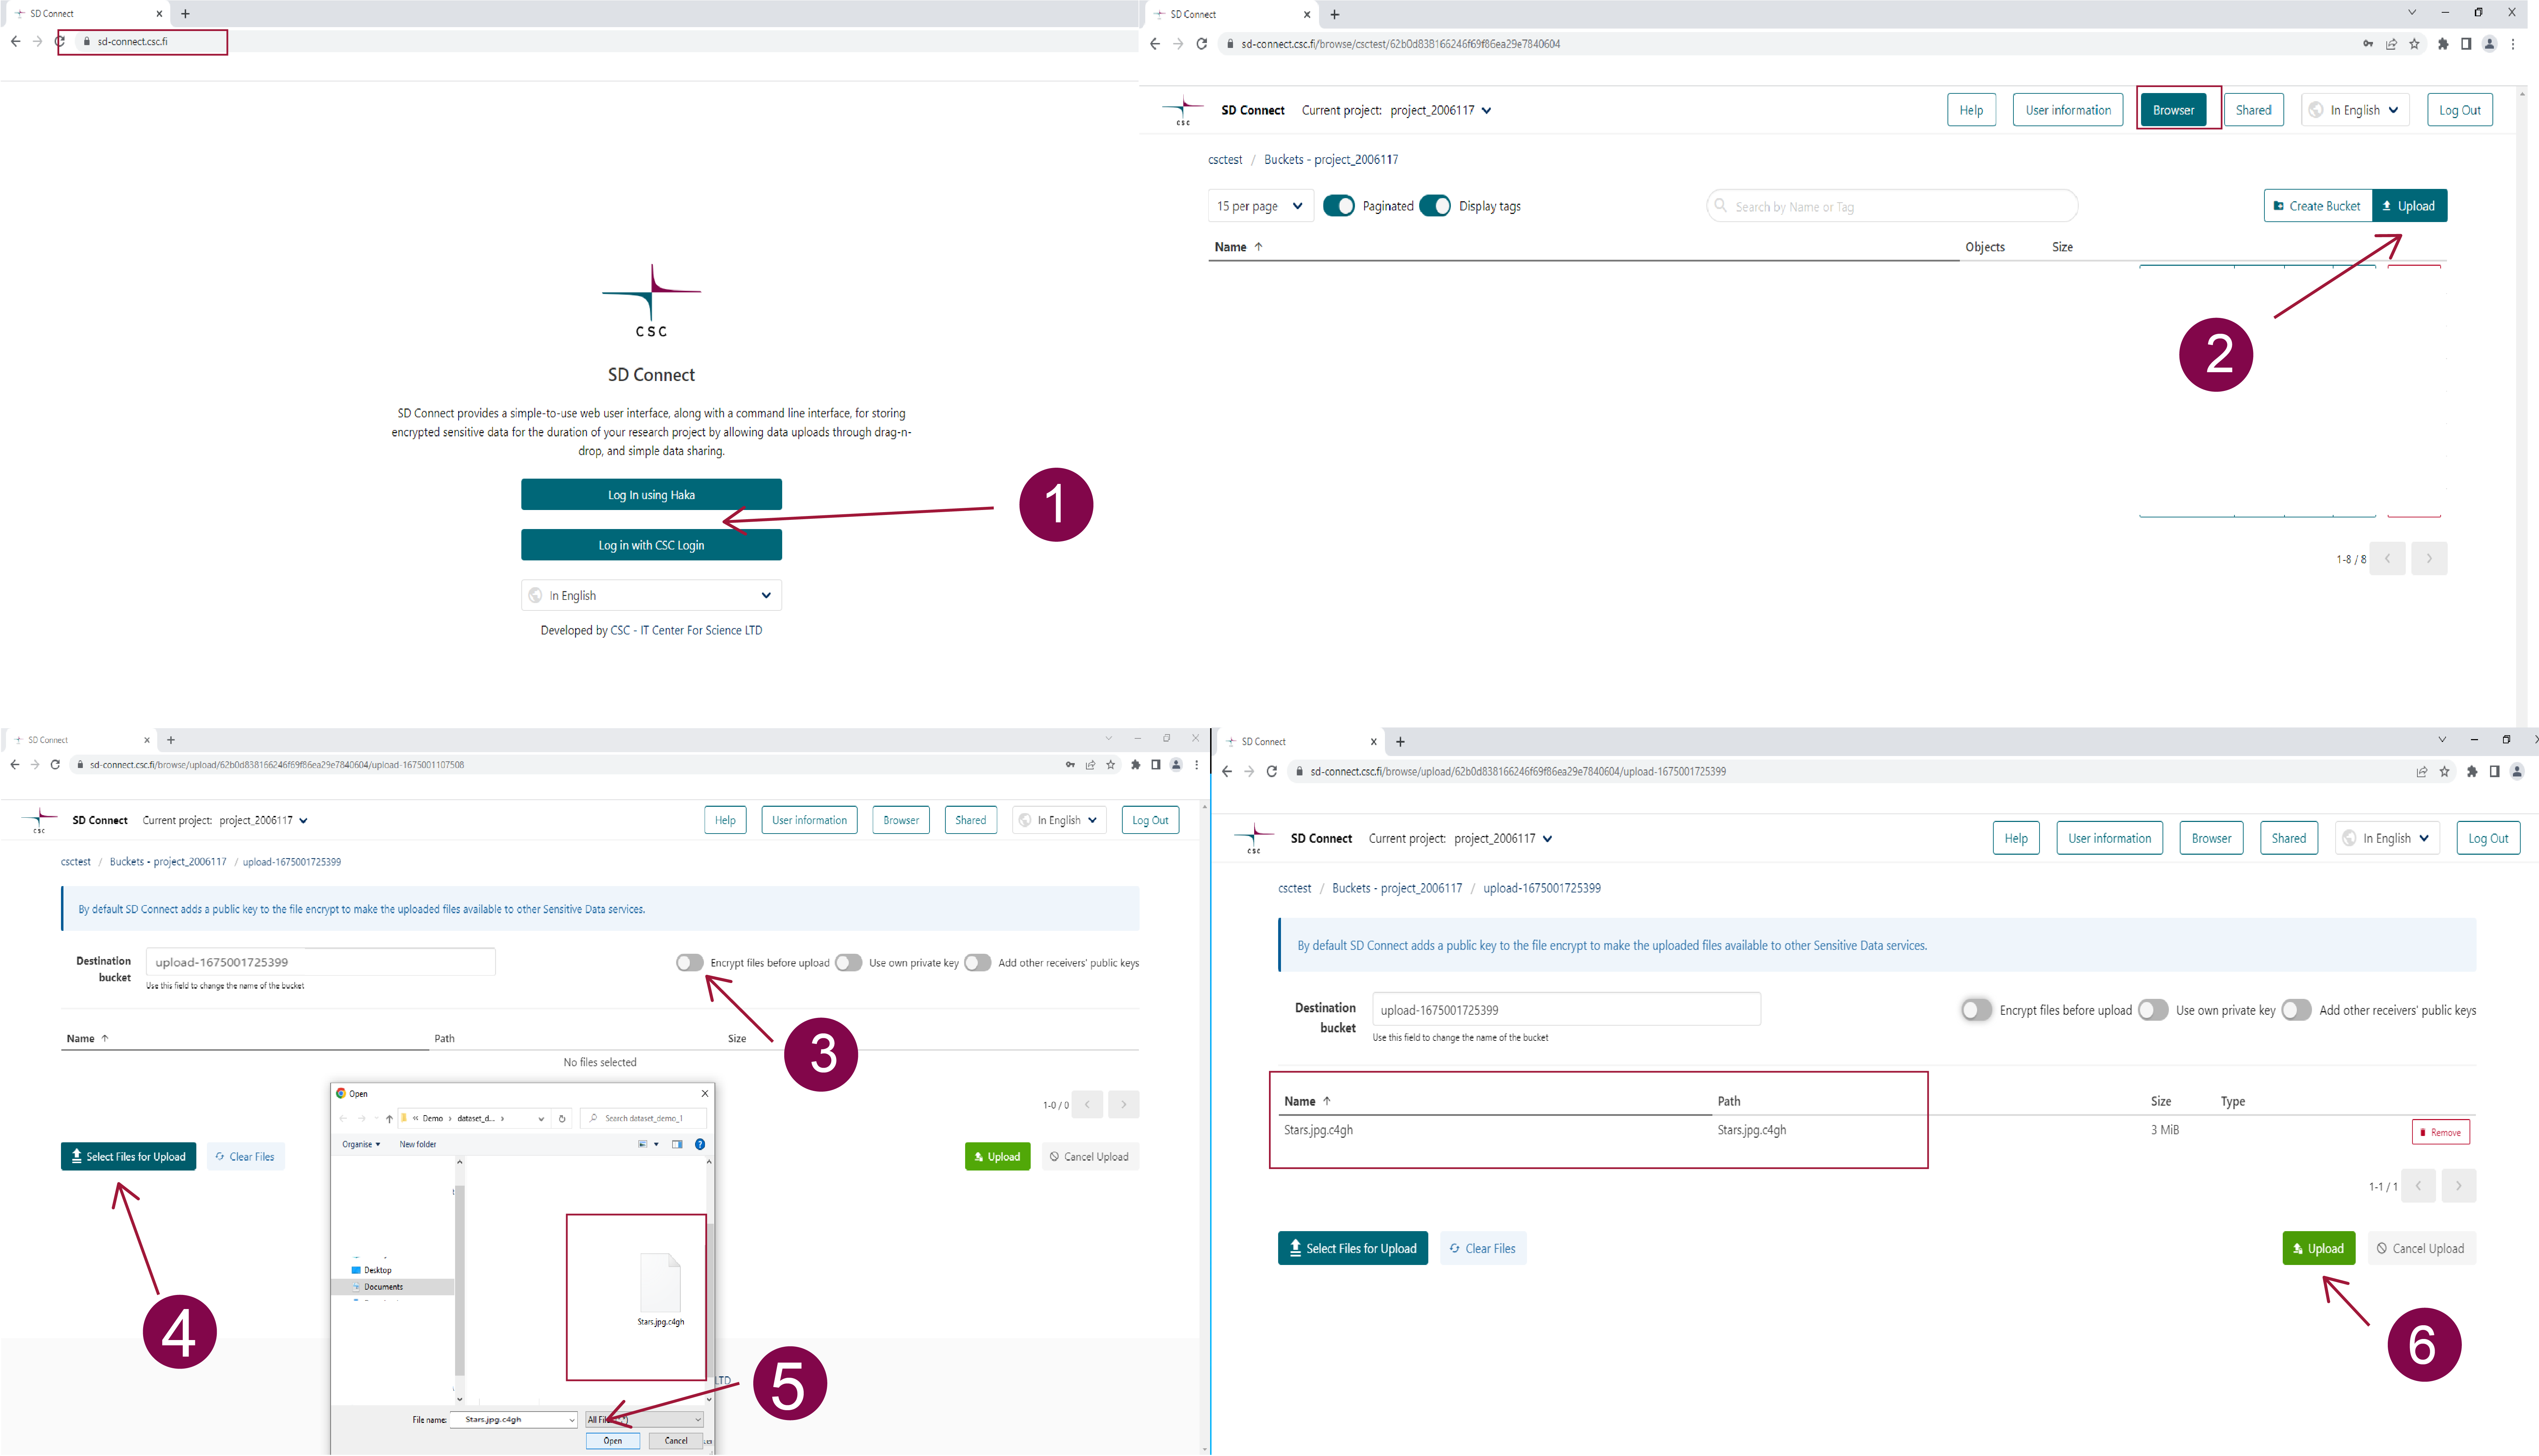 SD Connect
sd-connect.csc.fi
CSC
SD Connect
SD Connect provides a simple-to-use web user interface, along with a command line interface, for storing
encrypted sensitive data for the duration of your research project by allowing data uploads through drag-n-
drop, and simple data sharing.
Log In using Haka
Log in with CSC Login
In English
Developed by CSC - IT Center For Science LTD
1
SD Connect
sd-connect.csc.fi/browse/csctest/62b0d838166246f69f86ea29e7840604
CSC
SD Connect Current project: project_2006117 Help User information Browser Shared In English Log Out
csctest / Buckets - project_2006117
15 per page Paginated Display tags Search by Name or Tag Create Bucket Upload
Name Objects Size
2
1-8 / 8
SD Connect
sd-connect.csc.fi/browse/upload/62b0d838166246f69f86ea29e7840604/upload-1675001107508
CSC
SD Connect Current project: project_2006117 Help User information Browser Shared In English Log Out
csctest / Buckets - project_2006117 / upload-1675001725399
By default SD Connect adds a public key to the file encrypt to make the uploaded files available to other Sensitive Data services.
Destination bucket upload-1675001725399 Encrypt files before upload Use own private key Add other receivers' public keys
Use this field to change the name of the bucket
Name Path Size
No files selected
3
1-0 / 0
Select Files for Upload Clear Files Upload Cancel Upload
4
Open
« Demo › dataset_d... › Search dataset_demo_1
Organise New folder
Desktop
Documents
Stars.jpg.c4gh
LTD
5
File name: Stars.jpg.c4gh
Open Cancel
SD Connect
sd-connect.csc.fi/browse/upload/62b0d838166246f69f86ea29e7840604/upload-1675001725399
CSC
SD Connect Current project: project_2006117 Help User information Browser Shared In English Log Out
csctest / Buckets - project_2006117 / upload-1675001725399
By default SD Connect adds a public key to the file encrypt to make the uploaded files available to other Sensitive Data services.
Destination bucket upload-1675001725399 Encrypt files before upload Use own private key Add other receivers' public keys
Use this field to change the name of the bucket
Name Path Size Type
Stars.jpg.c4gh Stars.jpg.c4gh 3 MiB Remove
1-1 / 1
Select Files for Upload Clear Files Upload Cancel Upload
6